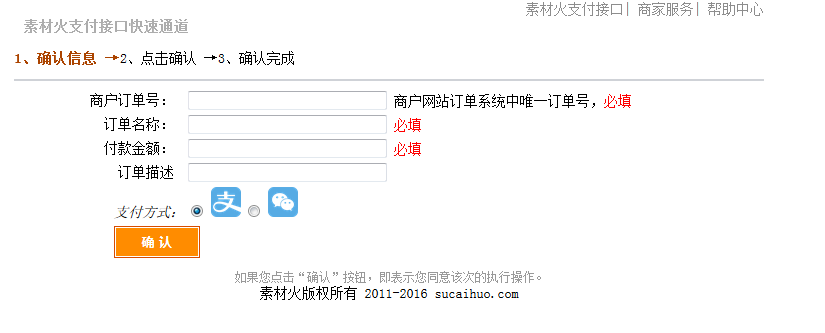 素材火支付接口| 商家服务| 帮助中心
素材火支付接口快速通道
1、确认信息 →2、点击确认 →3、确认完成
商户订单号： 商户网站订单系统中唯一订单号，必填
订单名称： 必填
付款金额： 必填
订单描述
支付方式： 支
确 认
如果您点击“确认”按钮，即表示您同意该次的执行操作。
素材火版权所有 2011-2016 sucaihuo.com